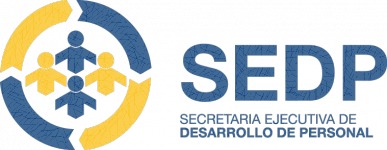 SEDP
SECRETARIA EJECUTIVA DE
DESARROLLO DE PERSONAL